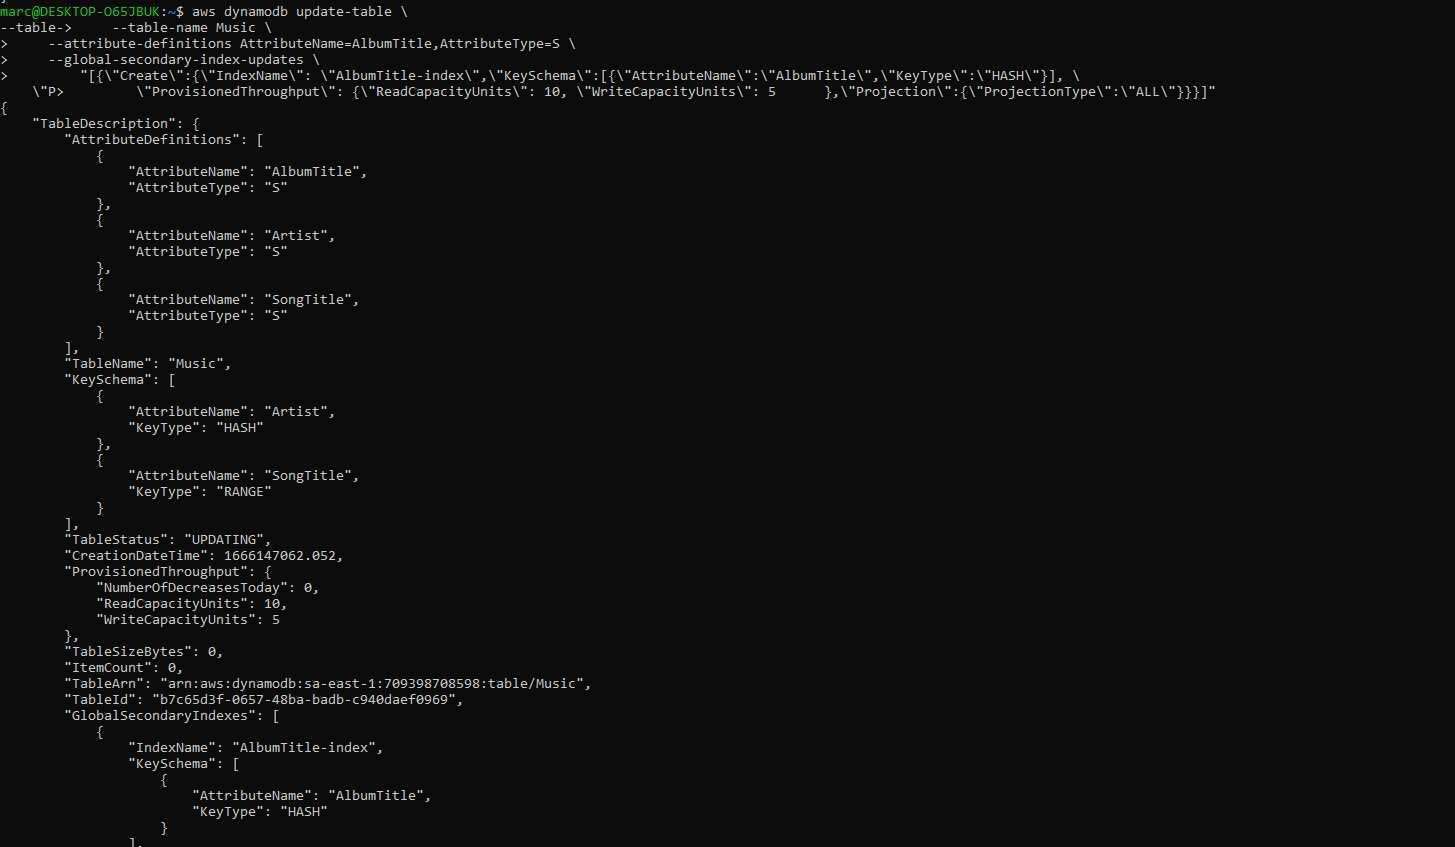 }
marc@DESKTOP-O65JBUK:~$ aws dynamodb update-table \
--table->     --table-name Music \
>     --attribute-definitions AttributeName=AlbumTitle,AttributeType=S \
>     --global-secondary-index-updates \
>         "[{\"Create\":{\"IndexName\": \"AlbumTitle-index\",\"KeySchema\":[{\"AttributeName\":\"AlbumTitle\",\"KeyType\":\"HASH\"}], \
    \"P>         \"ProvisionedThroughput\": {\"ReadCapacityUnits\": 10, \"WriteCapacityUnits\": 5      },\"Projection\":{\"ProjectionType\":\"ALL\"}}}]"
{
    "TableDescription": {
        "AttributeDefinitions": [
            {
                "AttributeName": "AlbumTitle",
                "AttributeType": "S"
            },
            {
                "AttributeName": "Artist",
                "AttributeType": "S"
            },
            {
                "AttributeName": "SongTitle",
                "AttributeType": "S"
            }
        ],
        "TableName": "Music",
        "KeySchema": [
            {
                "AttributeName": "Artist",
                "KeyType": "HASH"
            },
            {
                "AttributeName": "SongTitle",
                "KeyType": "RANGE"
            }
        ],
        "TableStatus": "UPDATING",
        "CreationDateTime": 1666147062.052,
        "ProvisionedThroughput": {
            "NumberOfDecreasesToday": 0,
            "ReadCapacityUnits": 10,
            "WriteCapacityUnits": 5
        },
        "TableSizeBytes": 0,
        "ItemCount": 0,
        "TableArn": "arn:aws:dynamodb:sa-east-1:709398708598:table/Music",
        "TableId": "b7c65d3f-0657-48ba-badb-c940daef0969",
        "GlobalSecondaryIndexes": [
            {
                "IndexName": "AlbumTitle-index",
                "KeySchema": [
                    {
                        "AttributeName": "AlbumTitle",
                        "KeyType": "HASH"
                    }
                ],